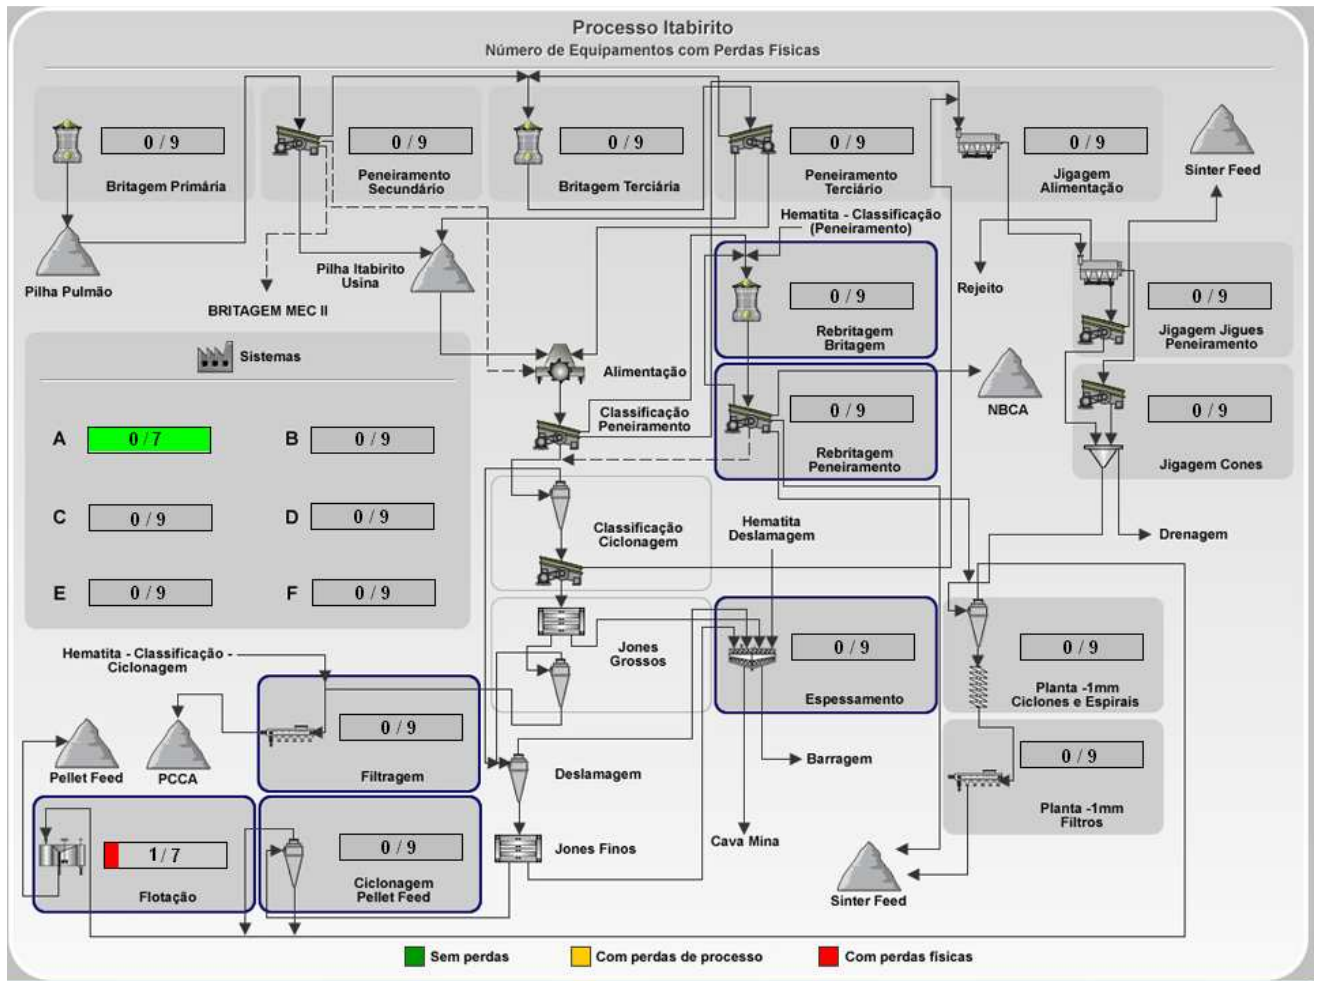 Processo Itabirito
Número de Equipamentos com Perdas Físicas
0 / 9
Britagem Primária
0 / 9
Peneiramento
Secundário
0 / 9
Britagem Terciária
0 / 9
Peneiramento
Terciário
0 / 9
Jigagem
Alimentação
Sinter Feed
Pilha Pulmão
BRITAGEM MEC II
Pilha Itabirito
Usina
Hematita - Classificação
(Peneiramento)
0 / 9
Rebritagem
Britagem
Rejeito
0 / 9
Jigagem Jigues
Peneiramento
Sistemas
A
0 / 7
B
0 / 9
C
0 / 9
D
0 / 9
E
0 / 9
F
0 / 9
Alimentação
Classificação
Peneiramento
0 / 9
Rebritagem
Peneiramento
NBCA
0 / 9
Jigagem Cones
Classificação
Ciclonagem
Hematita
Deslamagem
Drenagem
Jones
Grossos
0 / 9
Espessamento
0 / 9
Planta -1mm
Ciclones e Espirais
Hematita - Classificação -
Ciclonagem
Pellet Feed
PCCA
0 / 9
Filtragem
Deslamagem
Barragem
0 / 9
Planta -1mm
Filtros
1 / 7
Flotação
0 / 9
Ciclonagem
Pellet Feed
Jones Finos
Cava Mina
Sinter Feed
Sem perdas
Com perdas de processo
Com perdas físicas